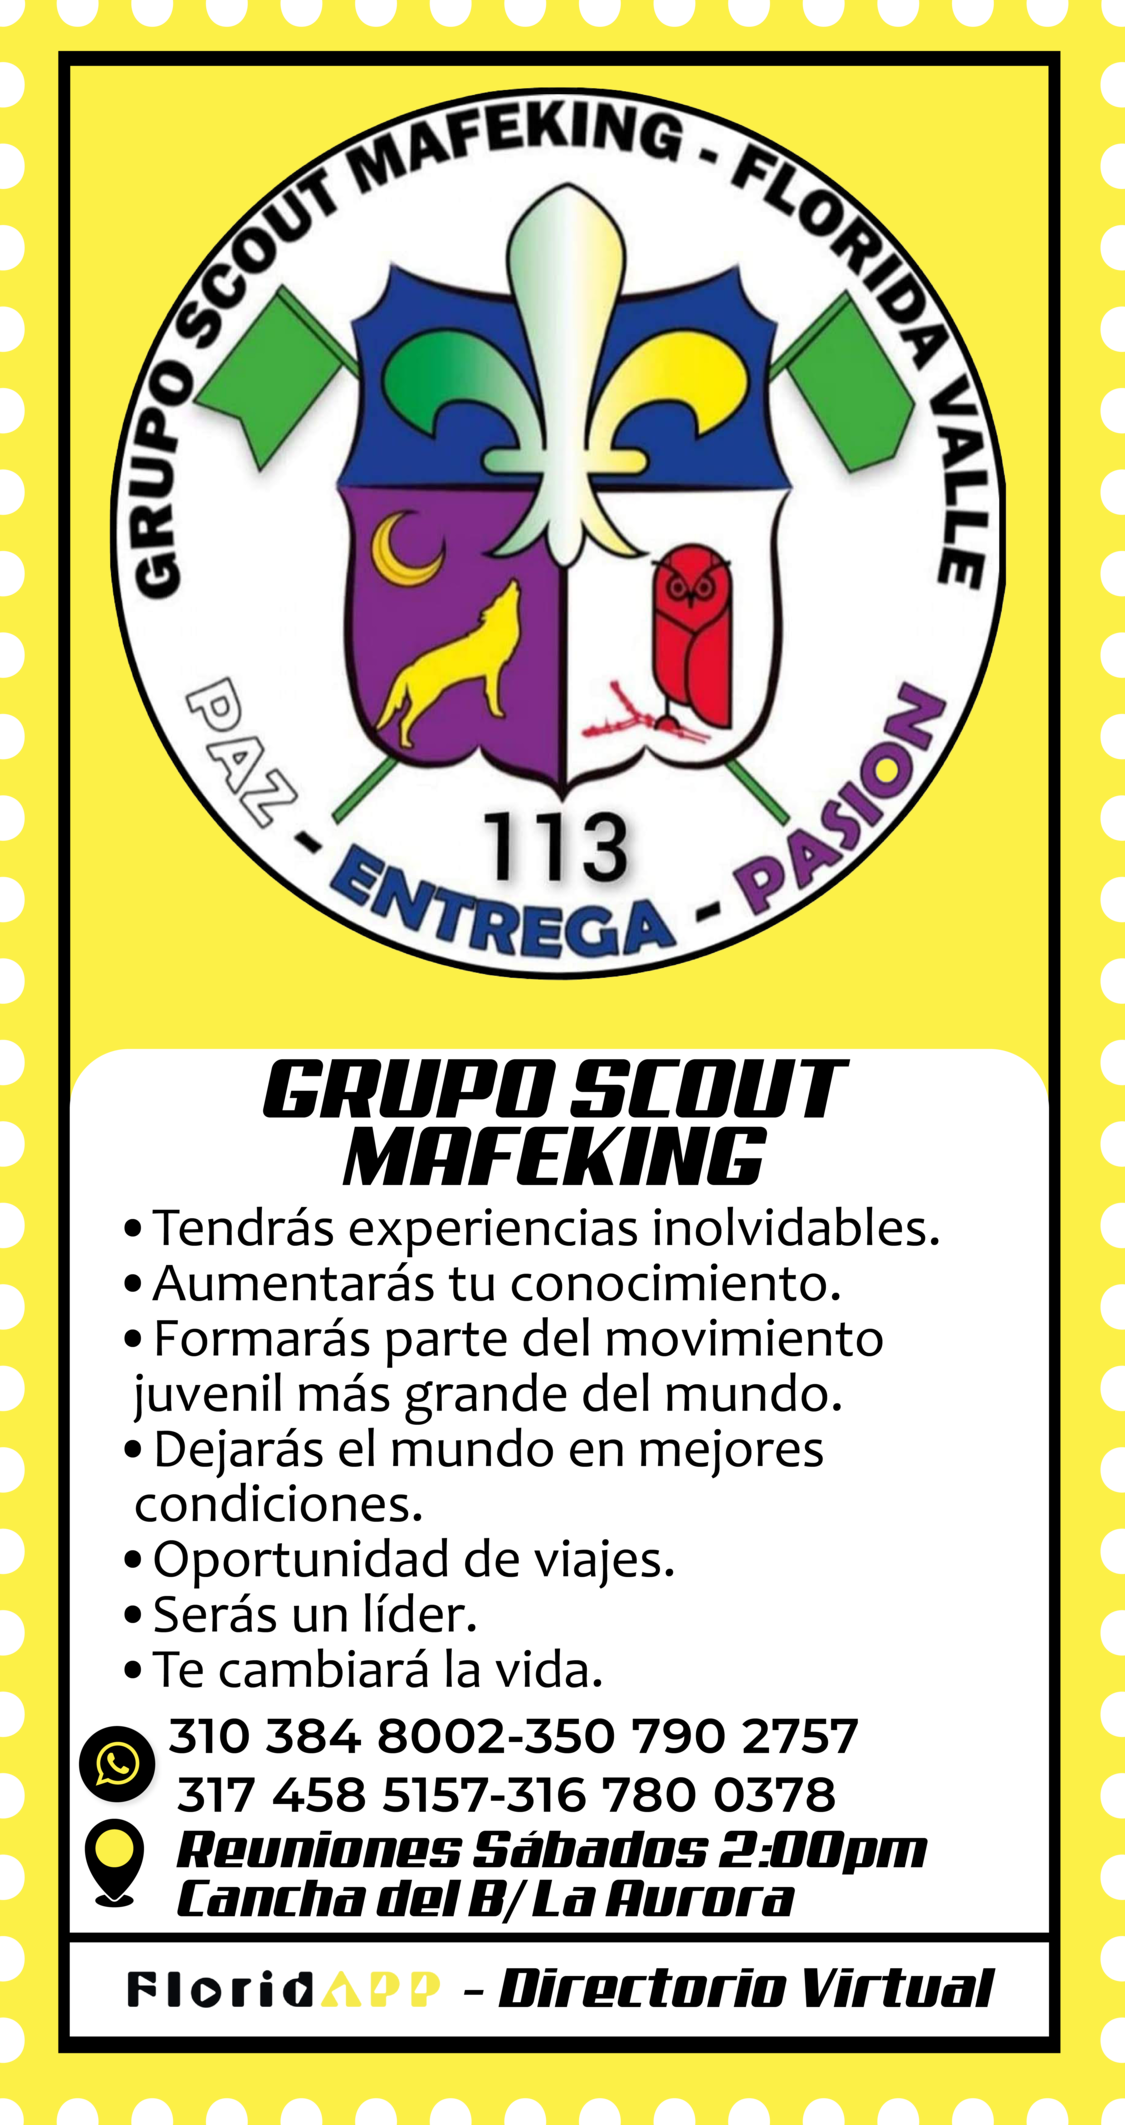 GRUPO SCOUT MAFEKING - FLORIDA VALLE
113
PAZ - ENTREGA - PASION
GRUPO SCOUT
MAFEKING
•Tendrás experiencias inolvidables.
•Aumentarás tu conocimiento.
•Formarás parte del movimiento
juvenil más grande del mundo.
•Dejarás el mundo en mejores
condiciones.
•Oportunidad de viajes.
•Serás un líder.
•Te cambiará la vida.
310 384 8002-350 790 2757
317 458 5157-316 780 0378
Reuniones Sábados 2:00pm
Cancha del B/ La Aurora
FloridAPP - Directorio Virtual